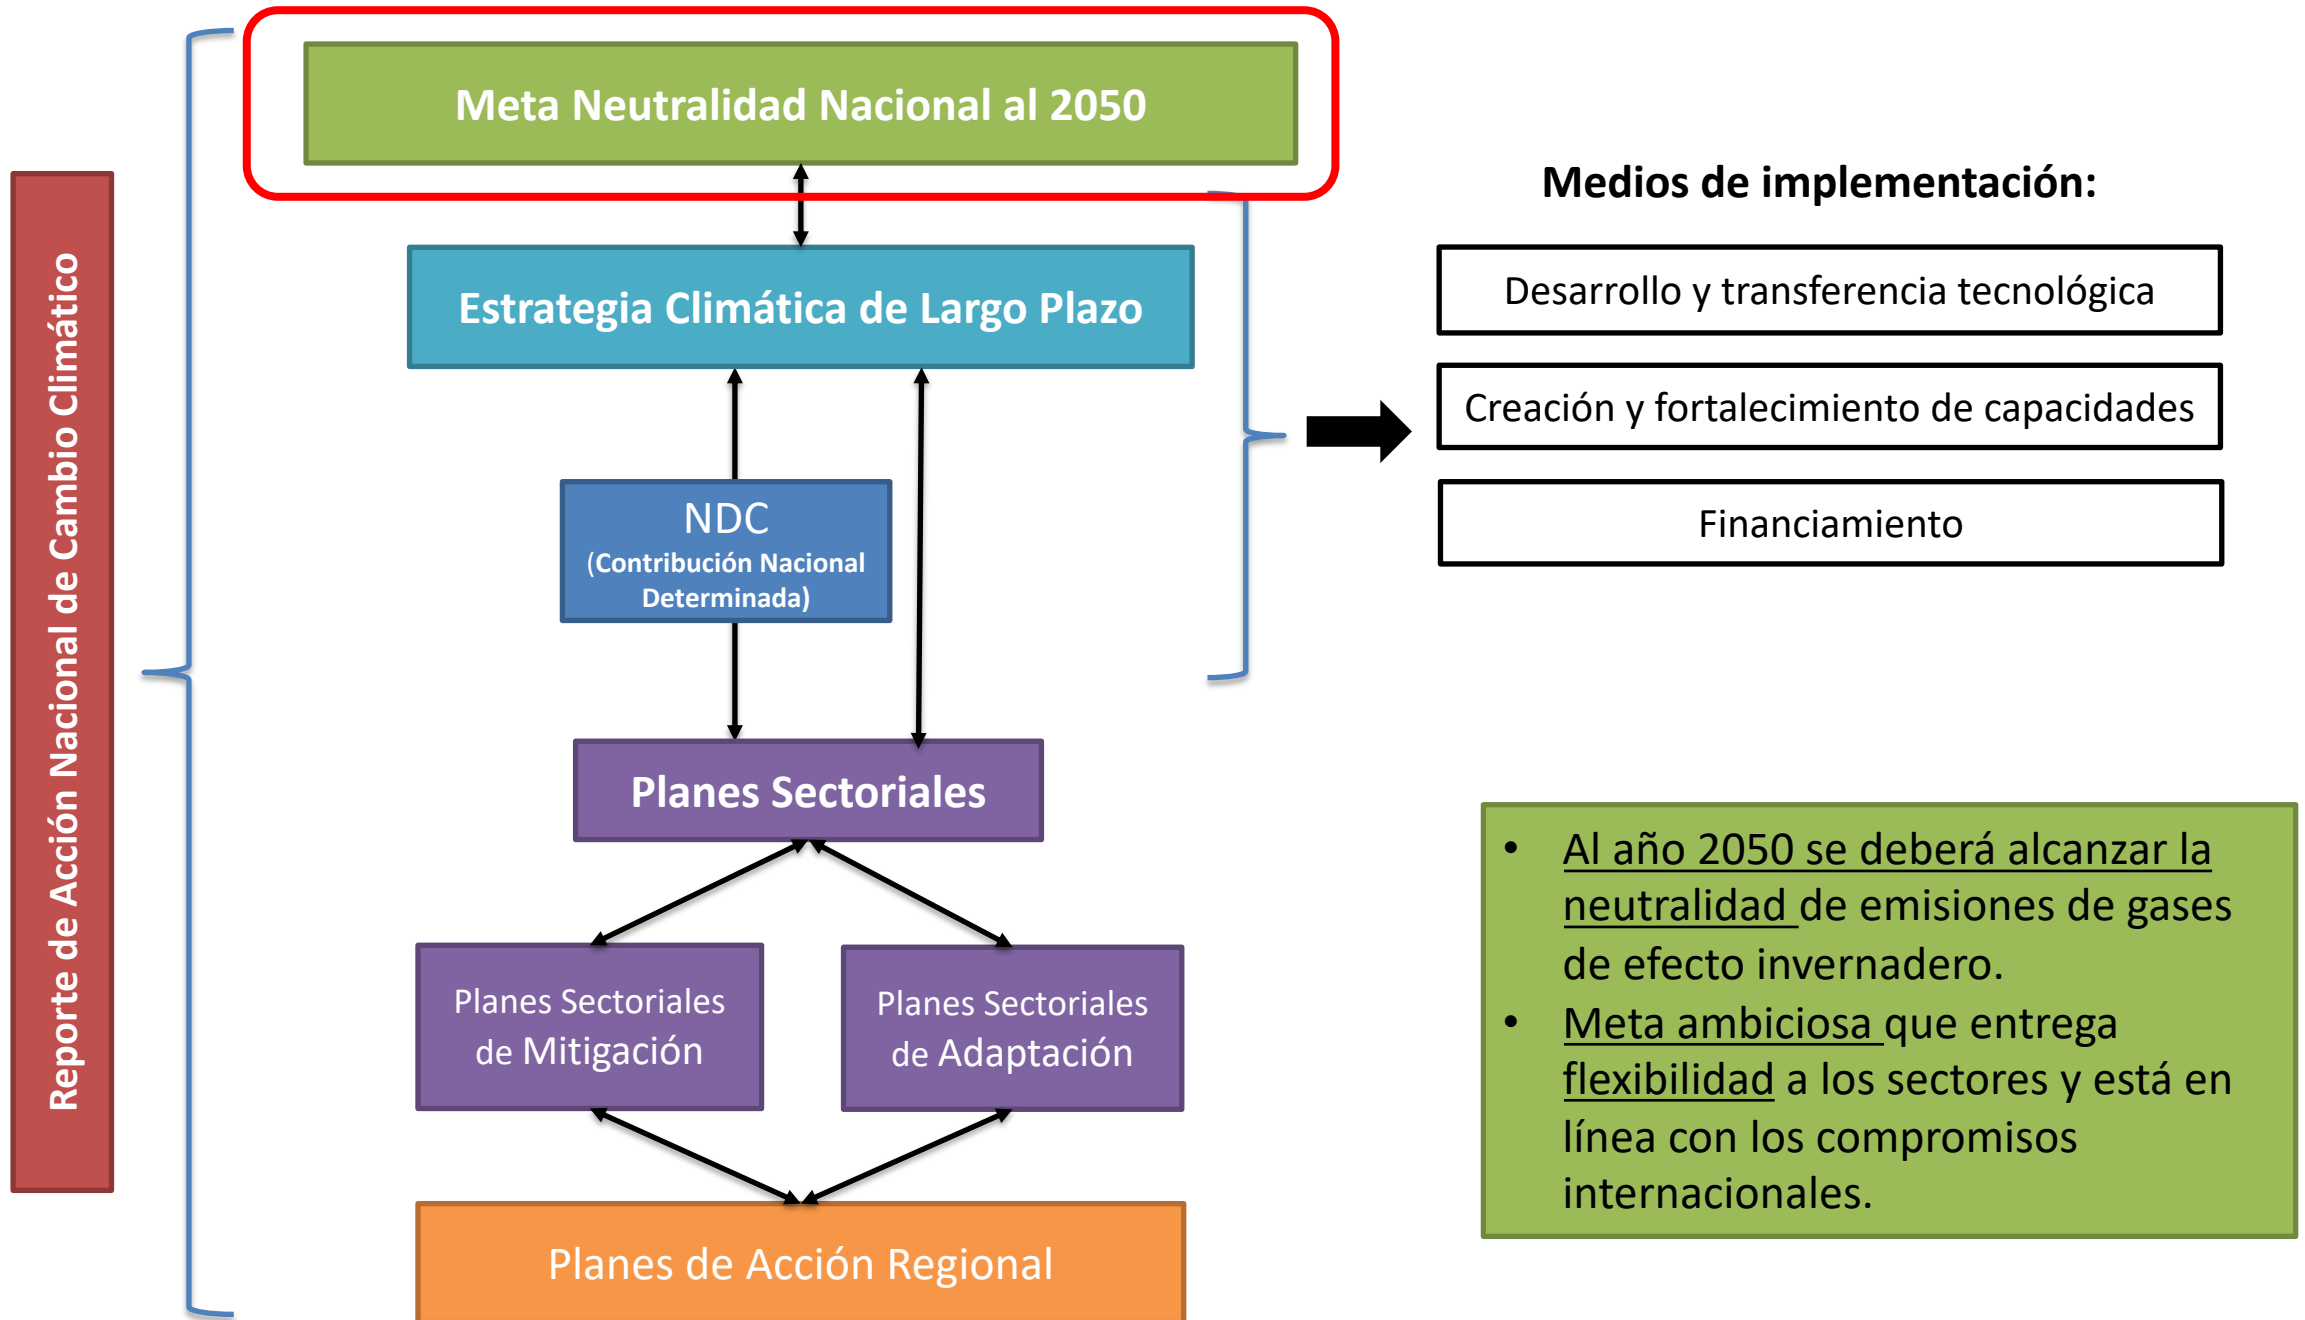 Reporte de Acción Nacional de Cambio Climático
Meta Neutralidad Nacional al 2050
Estrategia Climática de Largo Plazo
NDC
(Contribución Nacional
Determinada)
Planes Sectoriales
Planes Sectoriales
de Mitigación
Planes Sectoriales
de Adaptación
Planes de Acción Regional
Medios de implementación:
Desarrollo y transferencia tecnológica
Creación y fortalecimiento de capacidades
Financiamiento
• Al año 2050 se deberá alcanzar la
neutralidad de emisiones de gases
de efecto invernadero.
• Meta ambiciosa que entrega
flexibilidad a los sectores y está en
línea con los compromisos
internacionales.